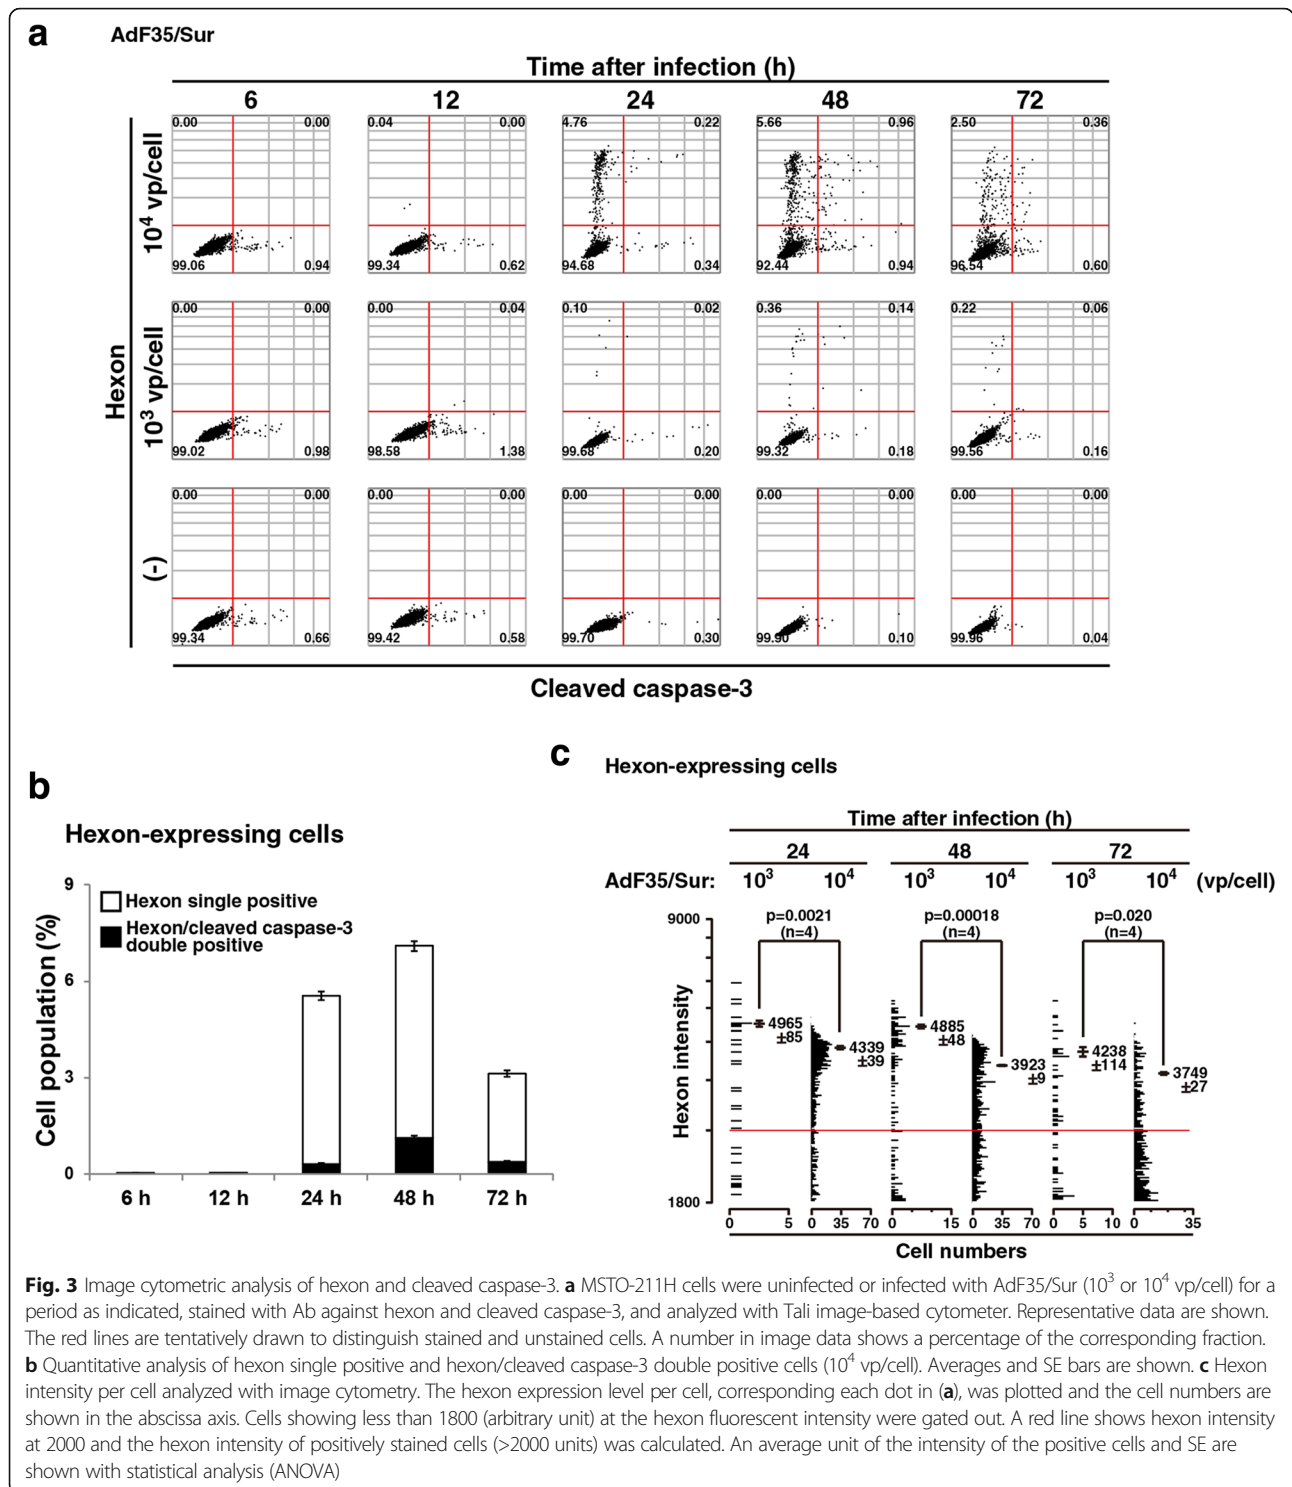 a
AdF35/Sur
Time after infection (h)
6 12 24 48 72
Hexon
10⁴ vp/cell
0.00 0.00 0.04 0.00 4.76 0.22 5.66 0.96 2.50 0.36
99.06 0.94 99.34 0.62 94.68 0.34 92.44 0.94 96.54 0.60
10³ vp/cell
0.00 0.00 0.00 0.04 0.10 0.02 0.36 0.14 0.22 0.06
99.02 0.98 98.58 1.38 99.68 0.20 99.32 0.18 99.56 0.16
(-)
0.00 0.00 0.00 0.00 0.00 0.00 0.00 0.00 0.00 0.00
99.34 0.66 99.42 0.58 99.70 0.30 99.90 0.10 99.96 0.04
Cleaved caspase-3
b
Hexon-expressing cells
Cell population (%)
9
6
3
0
Hexon single positive
Hexon/cleaved caspase-3
double positive
6 h 12 h 24 h 48 h 72 h
c
Hexon-expressing cells
Time after infection (h)
24 48 72
AdF35/Sur: 10³ 10⁴ 10³ 10⁴ 10³ 10⁴ (vp/cell)
p=0.0021 p=0.00018 p=0.020
(n=4) (n=4) (n=4)
Hexon intensity
9000
1800
4965
±85
4339
±39
4885
±48
3923
±9
4238
±114
3749
±27
0 5 0 35 70 0 15 0 35 70 0 5 10 0 35
Cell numbers
Fig. 3 Image cytometric analysis of hexon and cleaved caspase-3. a MSTO-211H cells were uninfected or infected with AdF35/Sur (10³ or 10⁴ vp/cell) for a
period as indicated, stained with Ab against hexon and cleaved caspase-3, and analyzed with Tali image-based cytometer. Representative data are shown.
The red lines are tentatively drawn to distinguish stained and unstained cells. A number in image data shows a percentage of the corresponding fraction.
b Quantitative analysis of hexon single positive and hexon/cleaved caspase-3 double positive cells (10⁴ vp/cell). Averages and SE bars are shown. c Hexon
intensity per cell analyzed with image cytometry. The hexon expression level per cell, corresponding each dot in (a), was plotted and the cell numbers are
shown in the abscissa axis. Cells showing less than 1800 (arbitrary unit) at the hexon fluorescent intensity were gated out. A red line shows hexon intensity
at 2000 and the hexon intensity of positively stained cells (>2000 units) was calculated. An average unit of the intensity of the positive cells and SE are
shown with statistical analysis (ANOVA)